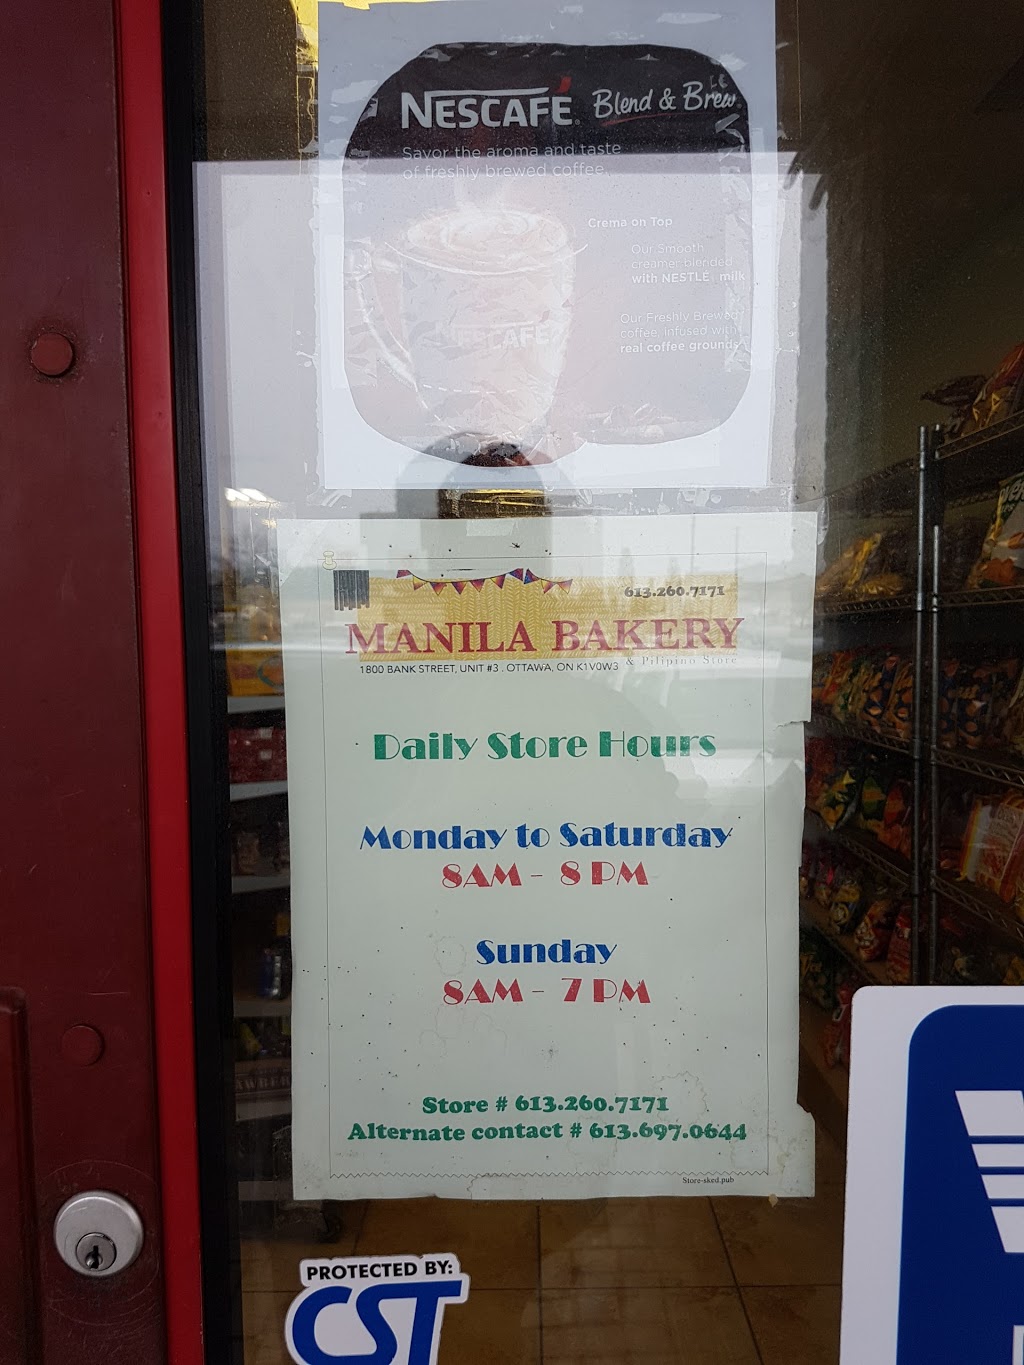 NESCAFÉ. Blend & Brew
Savor the aroma and taste
of freshly brewed coffee
Crema on Top
Our Smooth
creamer blended
with NESTLE milk
Our Freshly Brewed
coffee, infused with
real coffee grounds
NESCAFÉ
613.260.7171
MANILA BAKERY
& Pilipino Store
1800 BANK STREET, UNIT #3 . OTTAWA, ON K1V0W3
Daily Store Hours
Monday to Saturday
8AM - 8 PM
Sunday
8AM - 7 PM
Store # 613.260.7171
Alternate contact # 613.697.0644
Store-sked.pub
PROTECTED BY:
CST